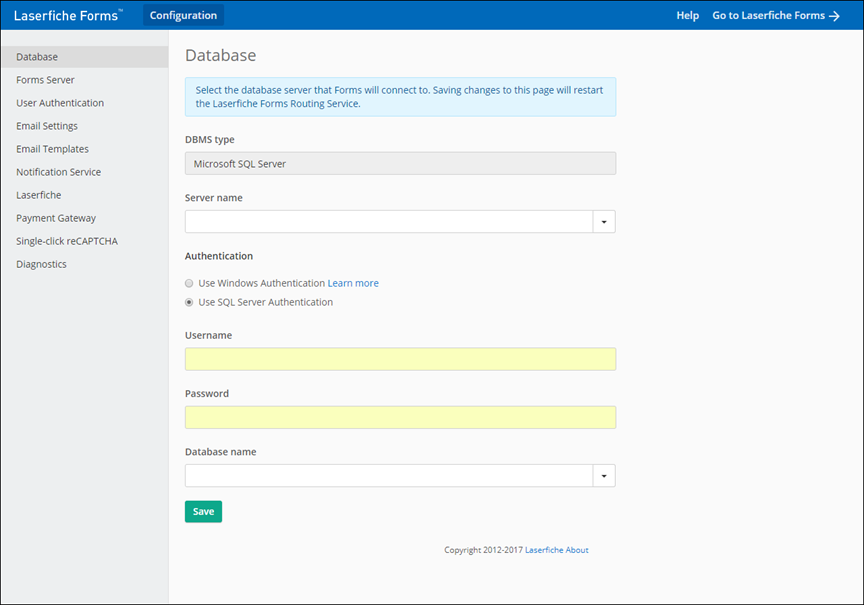 Laserfiche Forms™ Configuration Help Go to Laserfiche Forms
Database
Forms Server
User Authentication
Email Settings
Email Templates
Notification Service
Laserfiche
Payment Gateway
Single-click reCAPTCHA
Diagnostics
Database
Select the database server that Forms will connect to. Saving changes to this page will restart
the Laserfiche Forms Routing Service.
DBMS type
Microsoft SQL Server
Server name
Authentication
Use Windows Authentication Learn more
Use SQL Server Authentication
Username
Password
Database name
Save
Copyright 2012-2017 Laserfiche About